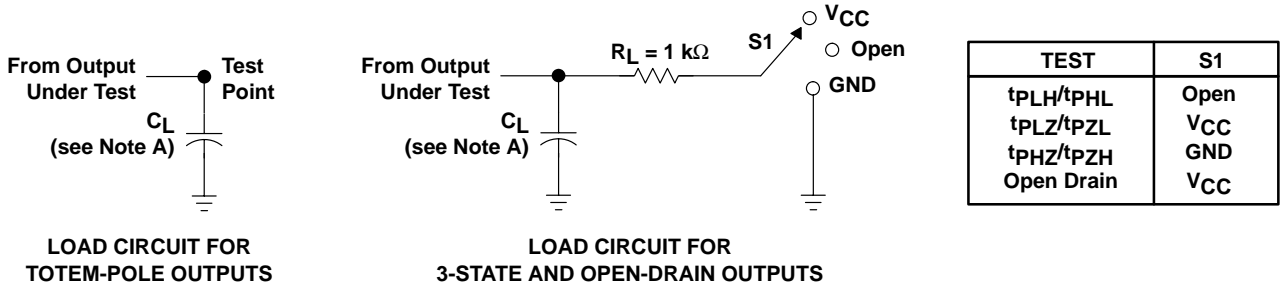 From Output
Under Test
Test
Point
CL
(see Note A)
LOAD CIRCUIT FOR
TOTEM-POLE OUTPUTS
From Output
Under Test
RL = 1 kΩ
S1
VCC
Open
GND
CL
(see Note A)
LOAD CIRCUIT FOR
3-STATE AND OPEN-DRAIN OUTPUTS
TEST S1
tPLH/tPHL Open
tPLZ/tPZL VCC
tPHZ/tPZH GND
Open Drain VCC